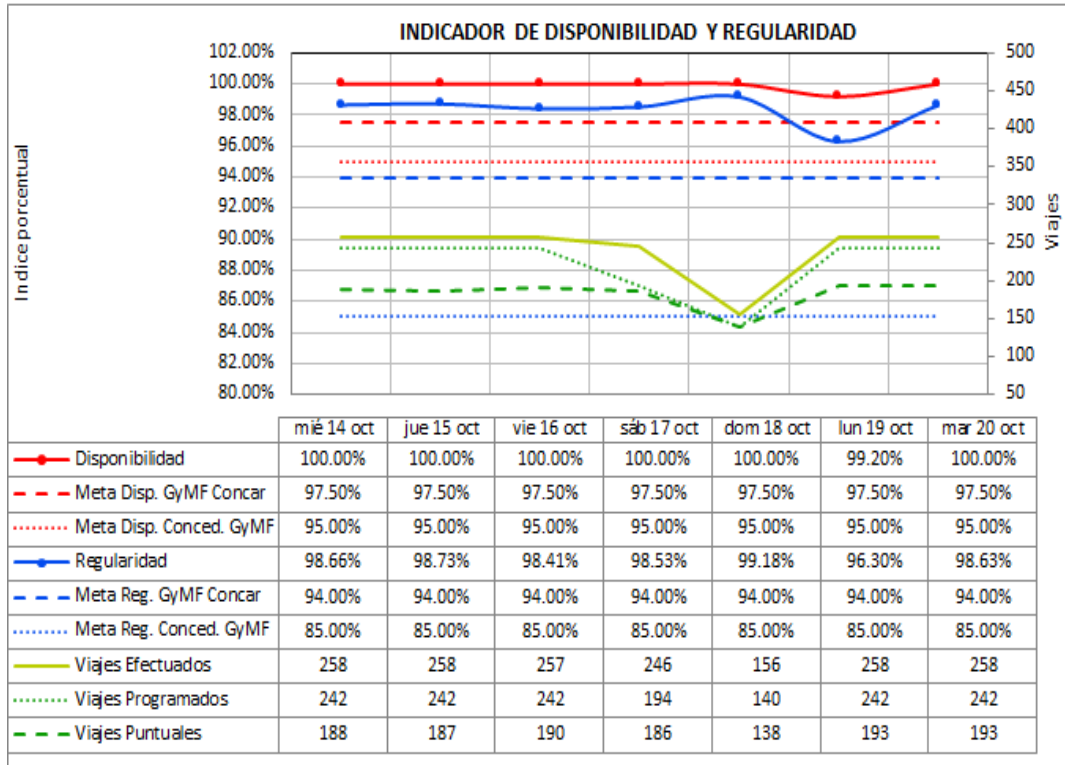 INDICADOR DE DISPONIBILIDAD Y REGULARIDAD
102.00%
100.00%
98.00%
96.00%
94.00%
92.00%
90.00%
88.00%
86.00%
84.00%
82.00%
80.00%
Indice porcentual
500
450
400
350
300
250
200
150
100
50
Viajes
mié 14 oct jue 15 oct vie 16 oct sáb 17 oct dom 18 oct lun 19 oct mar 20 oct
Disponibilidad 100.00% 100.00% 100.00% 100.00% 100.00% 99.20% 100.00%
Meta Disp. GyMF Concar 97.50% 97.50% 97.50% 97.50% 97.50% 97.50% 97.50%
Meta Disp. Conced. GyMF 95.00% 95.00% 95.00% 95.00% 95.00% 95.00% 95.00%
Regularidad 98.66% 98.73% 98.41% 98.53% 99.18% 96.30% 98.63%
Meta Reg. GyMF Concar 94.00% 94.00% 94.00% 94.00% 94.00% 94.00% 94.00%
Meta Reg. Conced. GyMF 85.00% 85.00% 85.00% 85.00% 85.00% 85.00% 85.00%
Viajes Efectuados 258 258 257 246 156 258 258
Viajes Programados 242 242 242 194 140 242 242
Viajes Puntuales 188 187 190 186 138 193 193